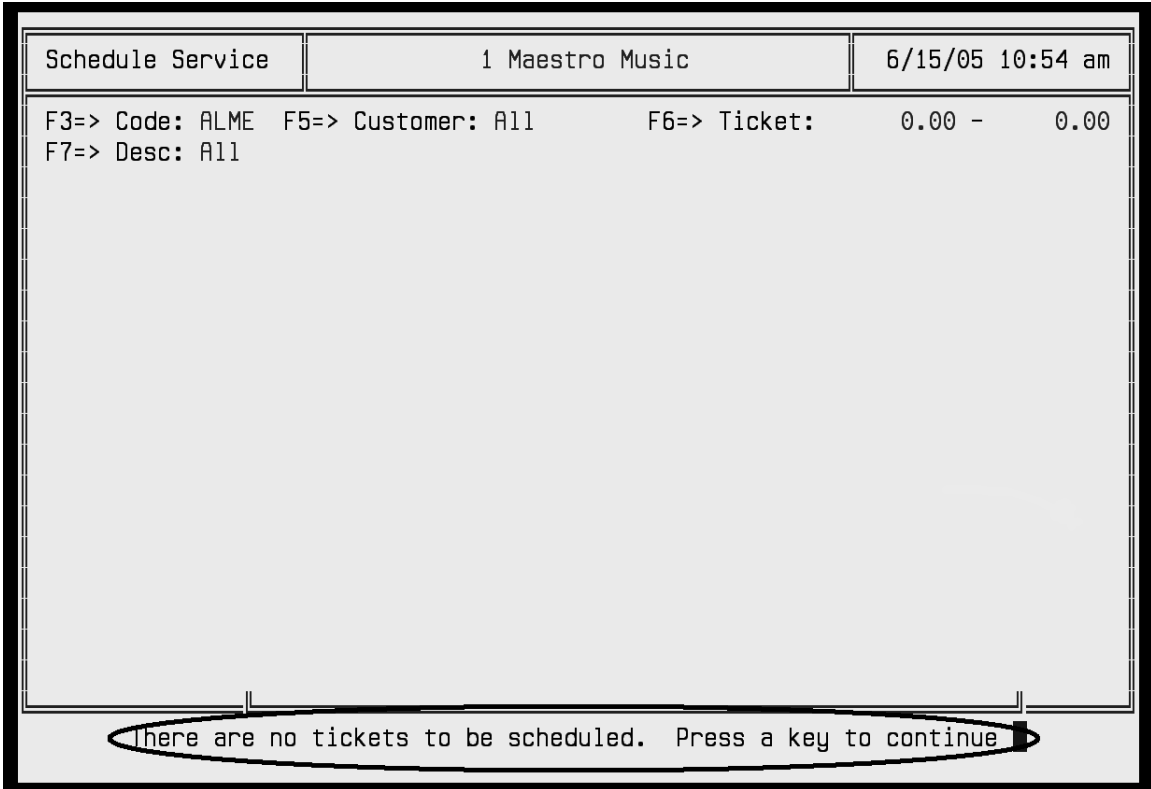 Schedule Service 1 Maestro Music 6/15/05 10:54 am
F3=> Code: ALME F5=> Customer: All F6=> Ticket: 0.00 - 0.00
F7=> Desc: All
There are no tickets to be scheduled. Press a key to continue